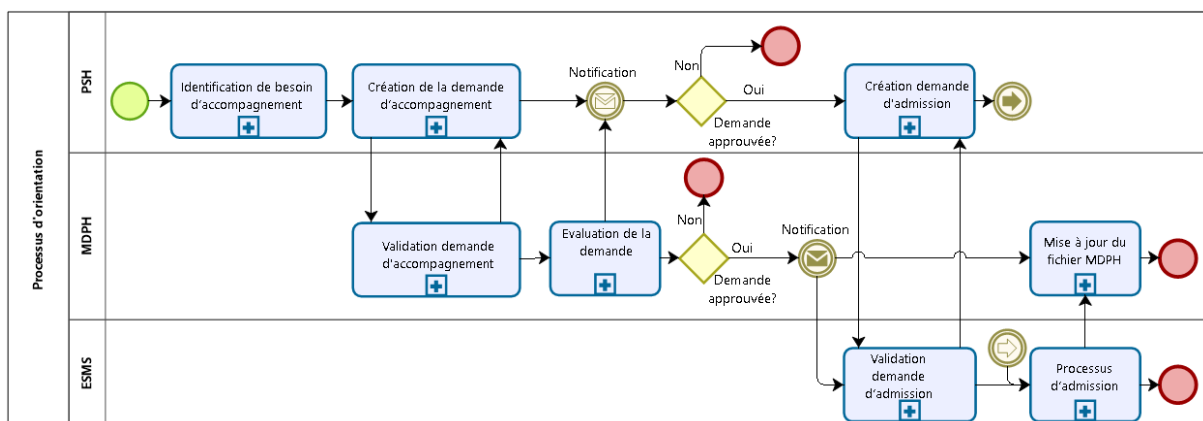 Processus d'orientation
PSH
Identification de besoin
d'accompagnement
Création de la demande
d'accompagnement
Notification
Non
Oui
Demande
approuvée?
Création demande
d'admission
MDPH
Validation demande
d'accompagnement
Evaluation de la
demande
Non
Oui
Demande
approuvée?
Notification
Mise à jour du
fichier MDPH
ESMS
Validation
demande
d'admission
Processus
d'admission